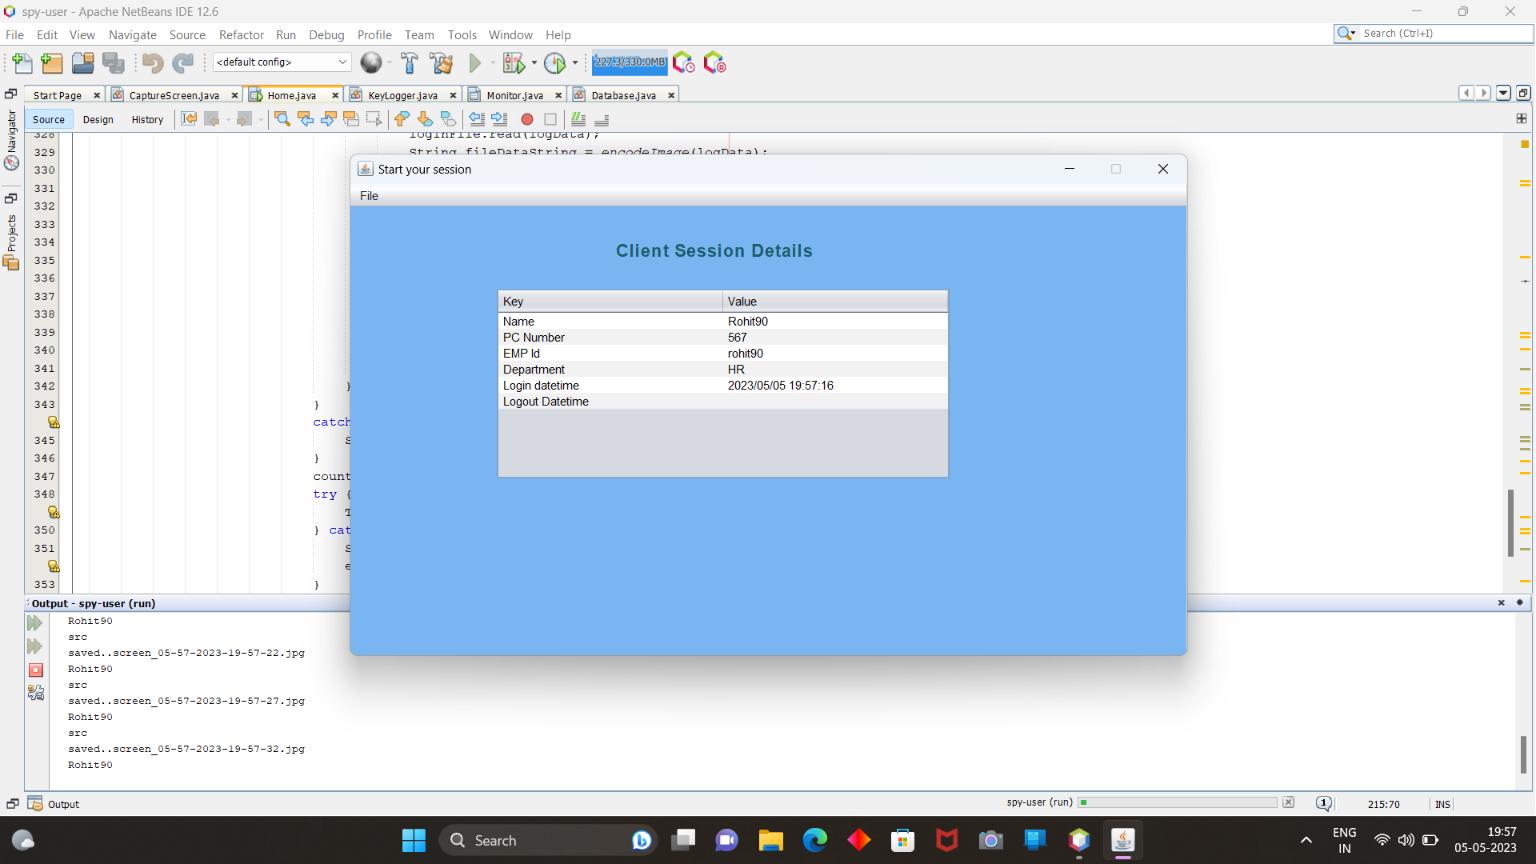 spy-user - Apache NetBeans IDE 12.6
File Edit View Navigate Source Refactor Run Debug Profile Team Tools Window Help
Search (Ctrl+I)
<default config>
227.3/330.0MB
Start Page CaptureScreen.java Home.java KeyLogger.java Monitor.java Database.java
Source Design History
Navigator
Projects
328 loginFile.read(logData);
329 String fileDataString = encodeImage(logData);
330
331
332
333
334
335
336
337
338
339
340
341
342 }
343 }
catch
345 S
346 }
347 count
348 try {
T
350 } cat
351 S
e
353 }
Start your session
File
Client Session Details
Key Value
Name Rohit90
PC Number 567
EMP Id rohit90
Department HR
Login datetime 2023/05/05 19:57:16
Logout Datetime
Output - spy-user (run)
Rohit90
src
saved..screen_05-57-2023-19-57-22.jpg
Rohit90
src
saved..screen_05-57-2023-19-57-27.jpg
Rohit90
src
saved..screen_05-57-2023-19-57-32.jpg
Rohit90
Output
spy-user (run)
1
215:70
INS
Search
ENG
IN
19:57
05-05-2023